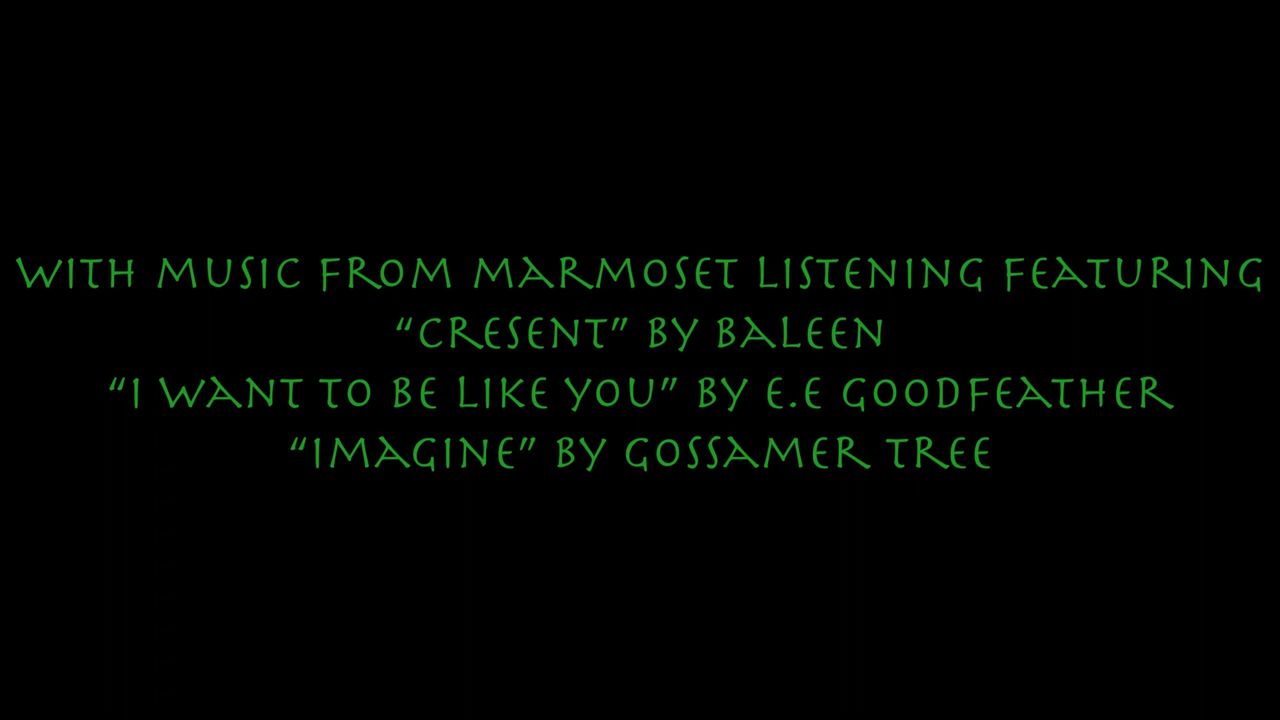 WITH MUSIC FROM MARMOSET LISTENING FEATURING
“CRESENT” BY BALEEN
“I WANT TO BE LIKE YOU” BY E.E GOODFEATHER
“IMAGINE” BY GOSSAMER TREE